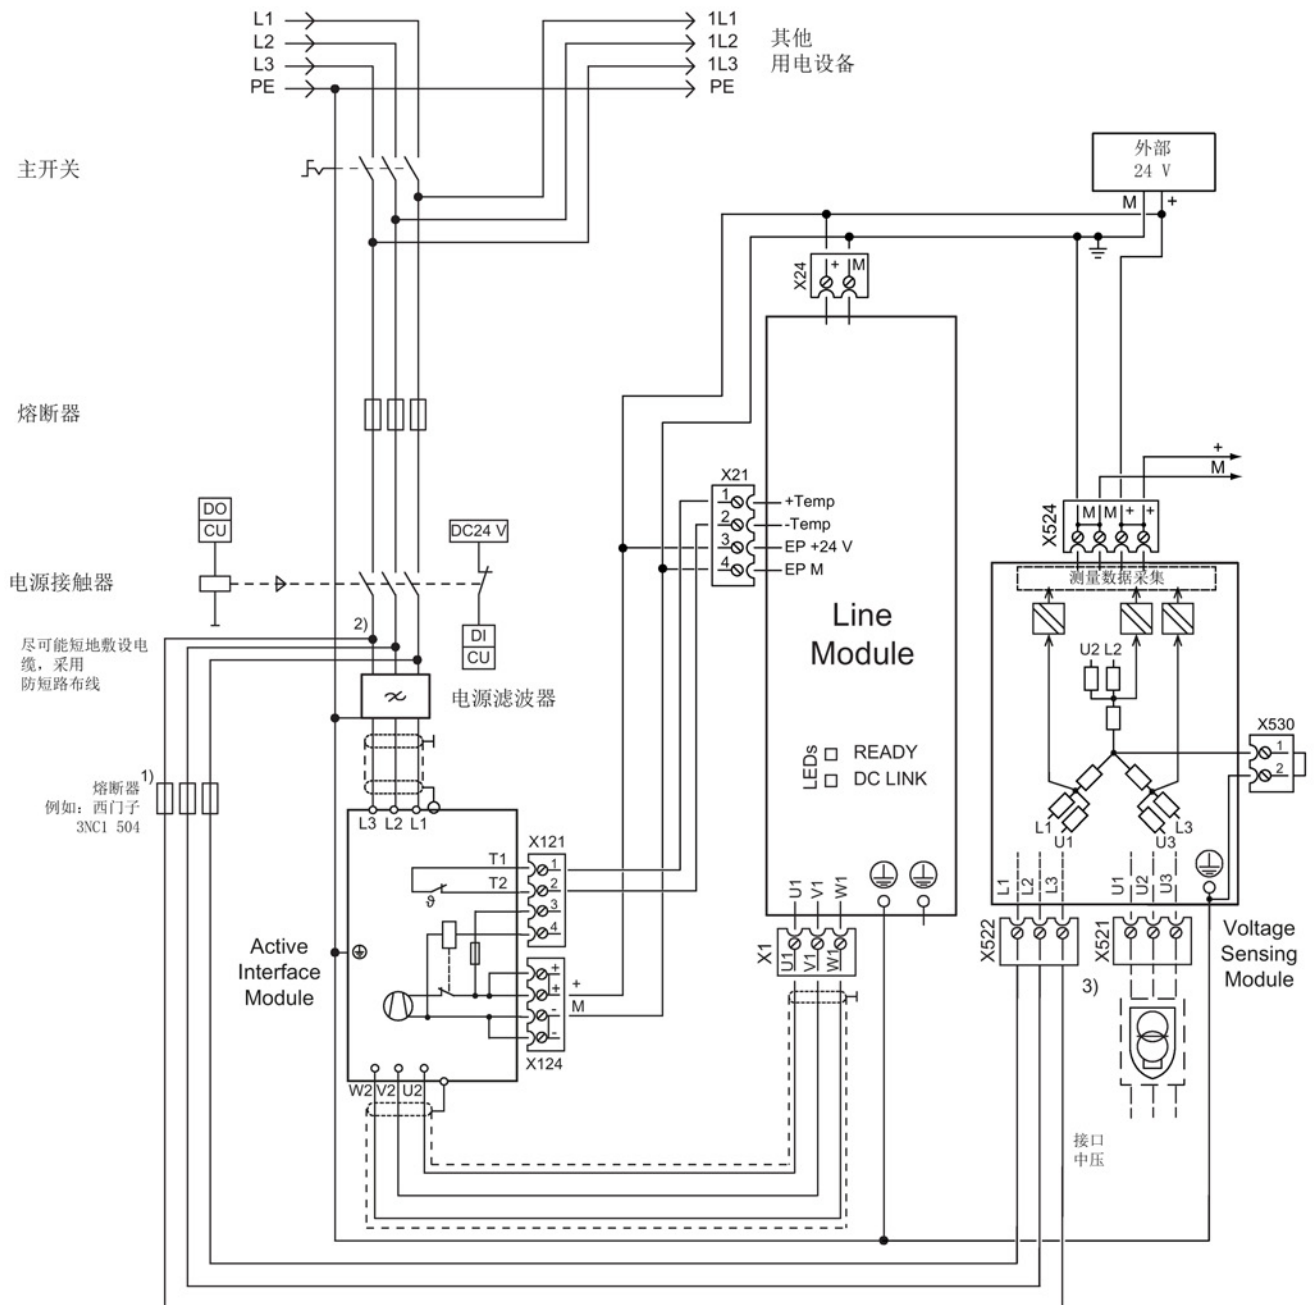 L1
1L1
L2
1L2
其他
L3
1L3
用电设备
PE
PE
主开关
外部
24 V
M
+
X24
+
M
熔断器
+
M
X21
1
+Temp
2
-Temp
3
EP +24 V
4
EP M
X524
M
M
+
+
DO
CU
DC24 V
测量数据采集
电源接触器
Line
Module
2)
DI
CU
尽可能短地敷设电
缆，采用
防短路布线
U2
L2
电源滤波器
X530
1
2
LEDs
READY
DC LINK
熔断器
1)
例如：西门子
3NC1 504
L3
L2
L1
L1
U1
L3
U3
X121
T1
1
T2
2
ϑ
3
4
U1
V1
W1
L1
L2
L3
U1
U2
U3
X1
U1
V1
W1
X522
X521
Voltage
Sensing
Module
Active
Interface
Module
+
+
-
-
+
M
X124
3)
W2
V2
U2
接口
中压